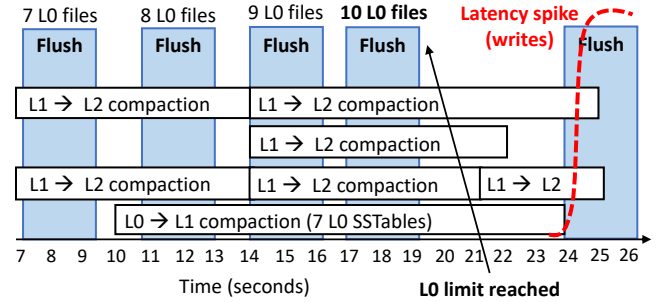 7 L0 files 8 L0 files 9 L0 files 10 L0 files Latency spike
(writes)
Flush Flush Flush Flush Flush
L1 → L2 compaction L1 → L2 compaction
L1 → L2 compaction
L1 → L2 compaction L1 → L2 compaction L1 → L2
L0 → L1 compaction (7 L0 SSTables)
7 8 9 10 11 12 13 14 15 16 17 18 19 20 21 22 23 24 25 26
Time (seconds) L0 limit reached